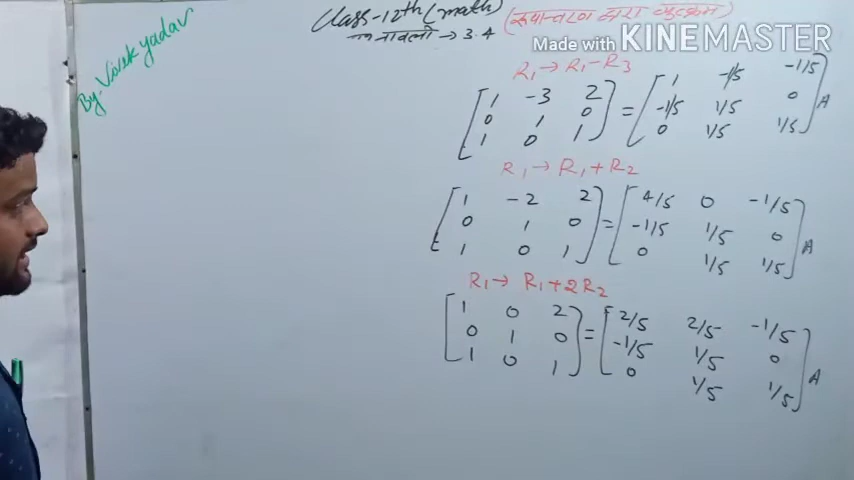 Class-12th (math) (रूपान्तरण द्वारा व्युत्क्रम)
प्रश्नावली → 3.4
By. Vivek yadav
Made with KINEMASTER
R₁ → R₁ - R₃
[1 -3 2 = [1 -1/5 -1/5
0 1 0 -1/5 1/5 0
1 0 1] 0 1/5 1/5] A
R₁ → R₁ + R₂
[1 -2 2 = [4/5 0 -1/5
0 1 0 -1/5 1/5 0
1 0 1] 0 1/5 1/5] A
R₁ → R₁ + 2R₂
[1 0 2 = [2/5 2/5 -1/5
0 1 0 -1/5 1/5 0
1 0 1] 0 1/5 1/5] A